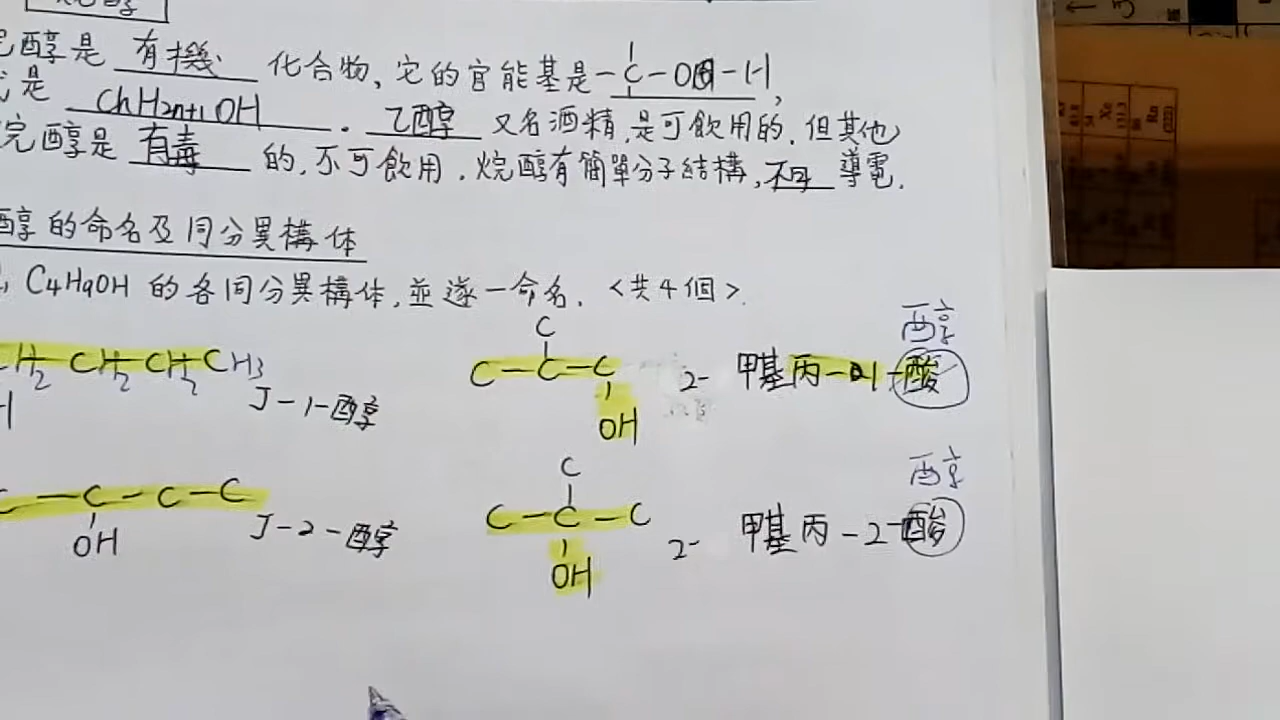 烷醇
醇是 有機 化合物, 它的官能基是 -C-O-H,
是 CnH2n+1OH . 乙醇 又名酒精, 是可飲用的. 但其他
烷醇是 有毒 的, 不可飲用. 烷醇有簡單分子結構, 不可 導電.
醇的命名及同分異構体
C4H9OH 的各同分異構体, 並逐一命名. <共4個>.
CH2 CH2 CH2 CH3
丁-1-醇
C
C-C-C
OH
2- 甲基丙-1-酸
醇
C-C-C
OH
丁-2-醇
C
C-C-C
OH
2- 甲基丙-2-酸
醇
Xe
Rn